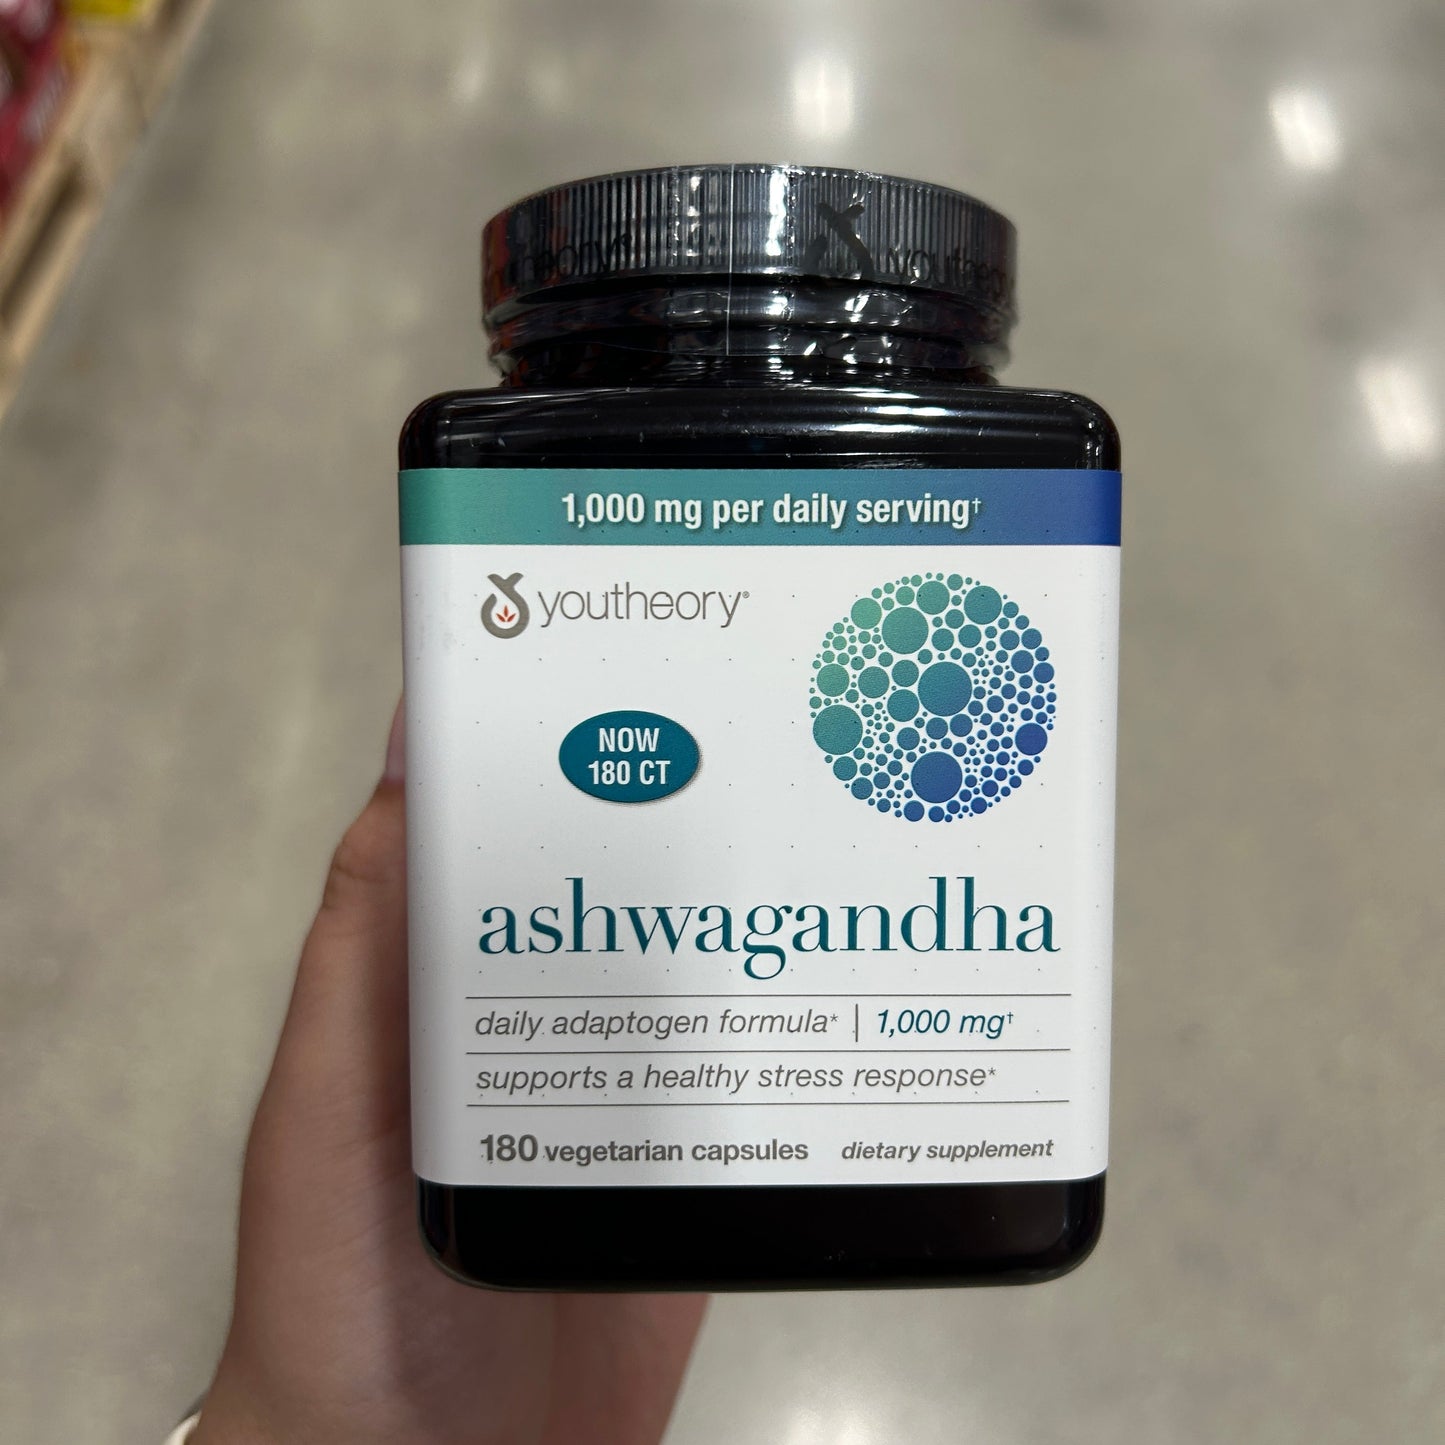 youtheory
1,000 mg per daily serving†
youtheory®
NOW
180 CT
ashwagandha
daily adaptogen formula* | 1,000 mg†
supports a healthy stress response*
180 vegetarian capsules dietary supplement